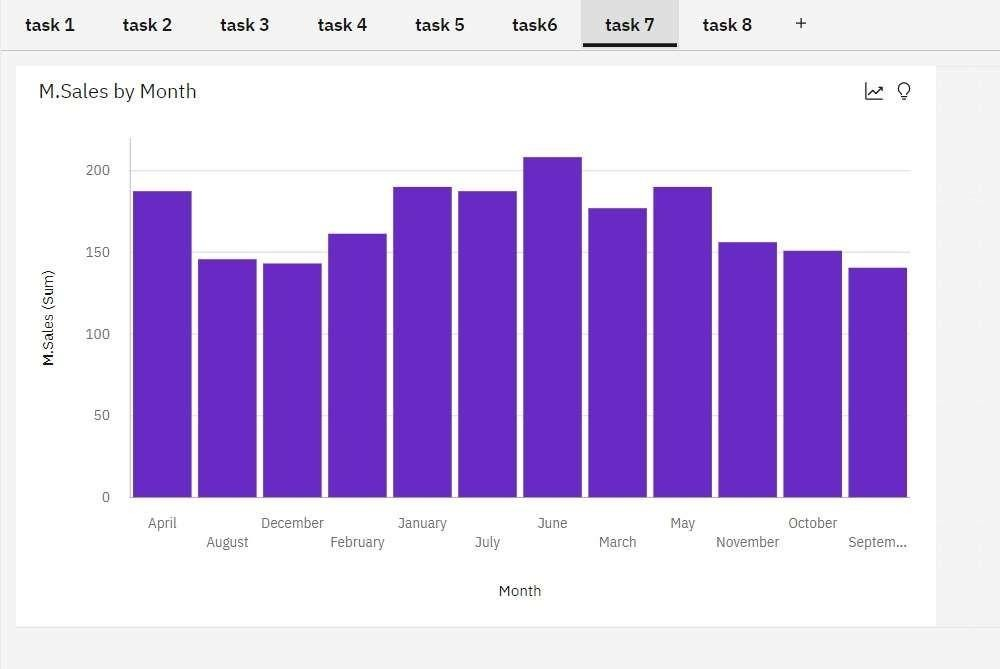 task 1 task 2 task 3 task 4 task 5 task6 task 7 task 8 +
M.Sales by Month
200
150
100
50
0
M.Sales (Sum)
April December January June May October
August February July March November Septem...
Month